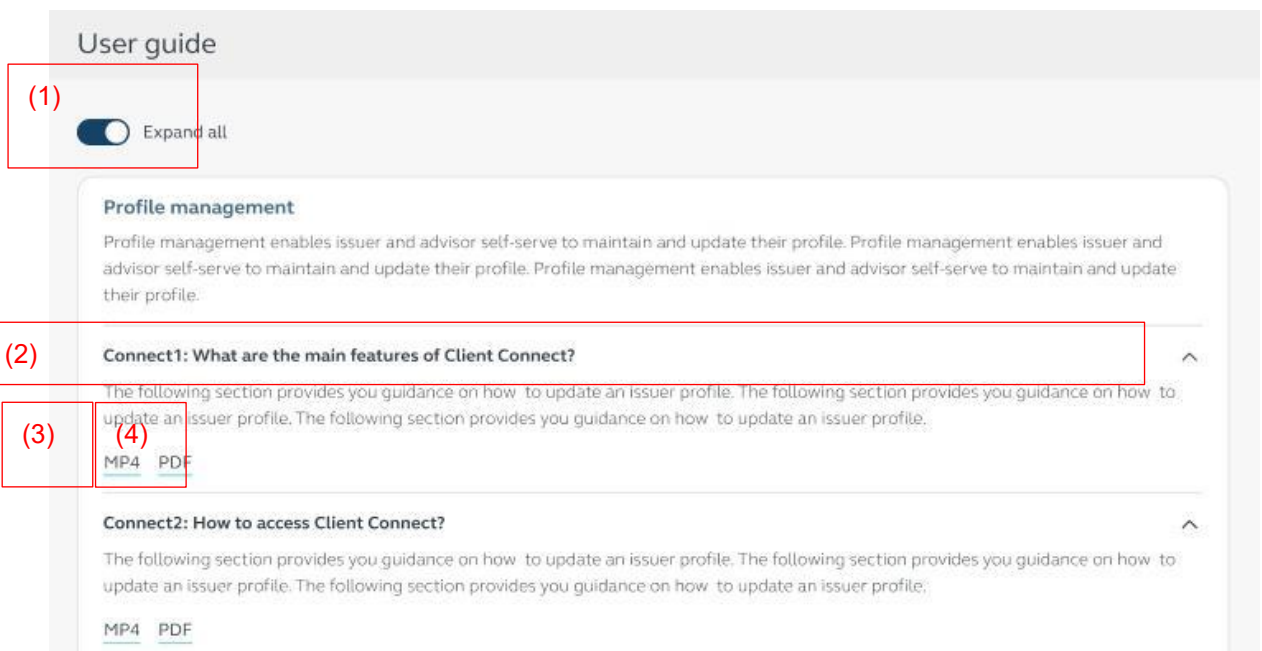 User guide
(1)
Expand all
Profile management
Profile management enables issuer and advisor self-serve to maintain and update their profile. Profile management enables issuer and
advisor self-serve to maintain and update their profile. Profile management enables issuer and advisor self-serve to maintain and update
their profile.
(2)
Connect1: What are the main features of Client Connect?
The following section provides you guidance on how to update an issuer profile. The following section provides you guidance on how to
update an issuer profile. The following section provides you guidance on how to update an issuer profile.
(3) (4)
MP4 PDF
Connect2: How to access Client Connect?
The following section provides you guidance on how to update an issuer profile. The following section provides you guidance on how to
update an issuer profile. The following section provides you guidance on how to update an issuer profile.
MP4 PDF